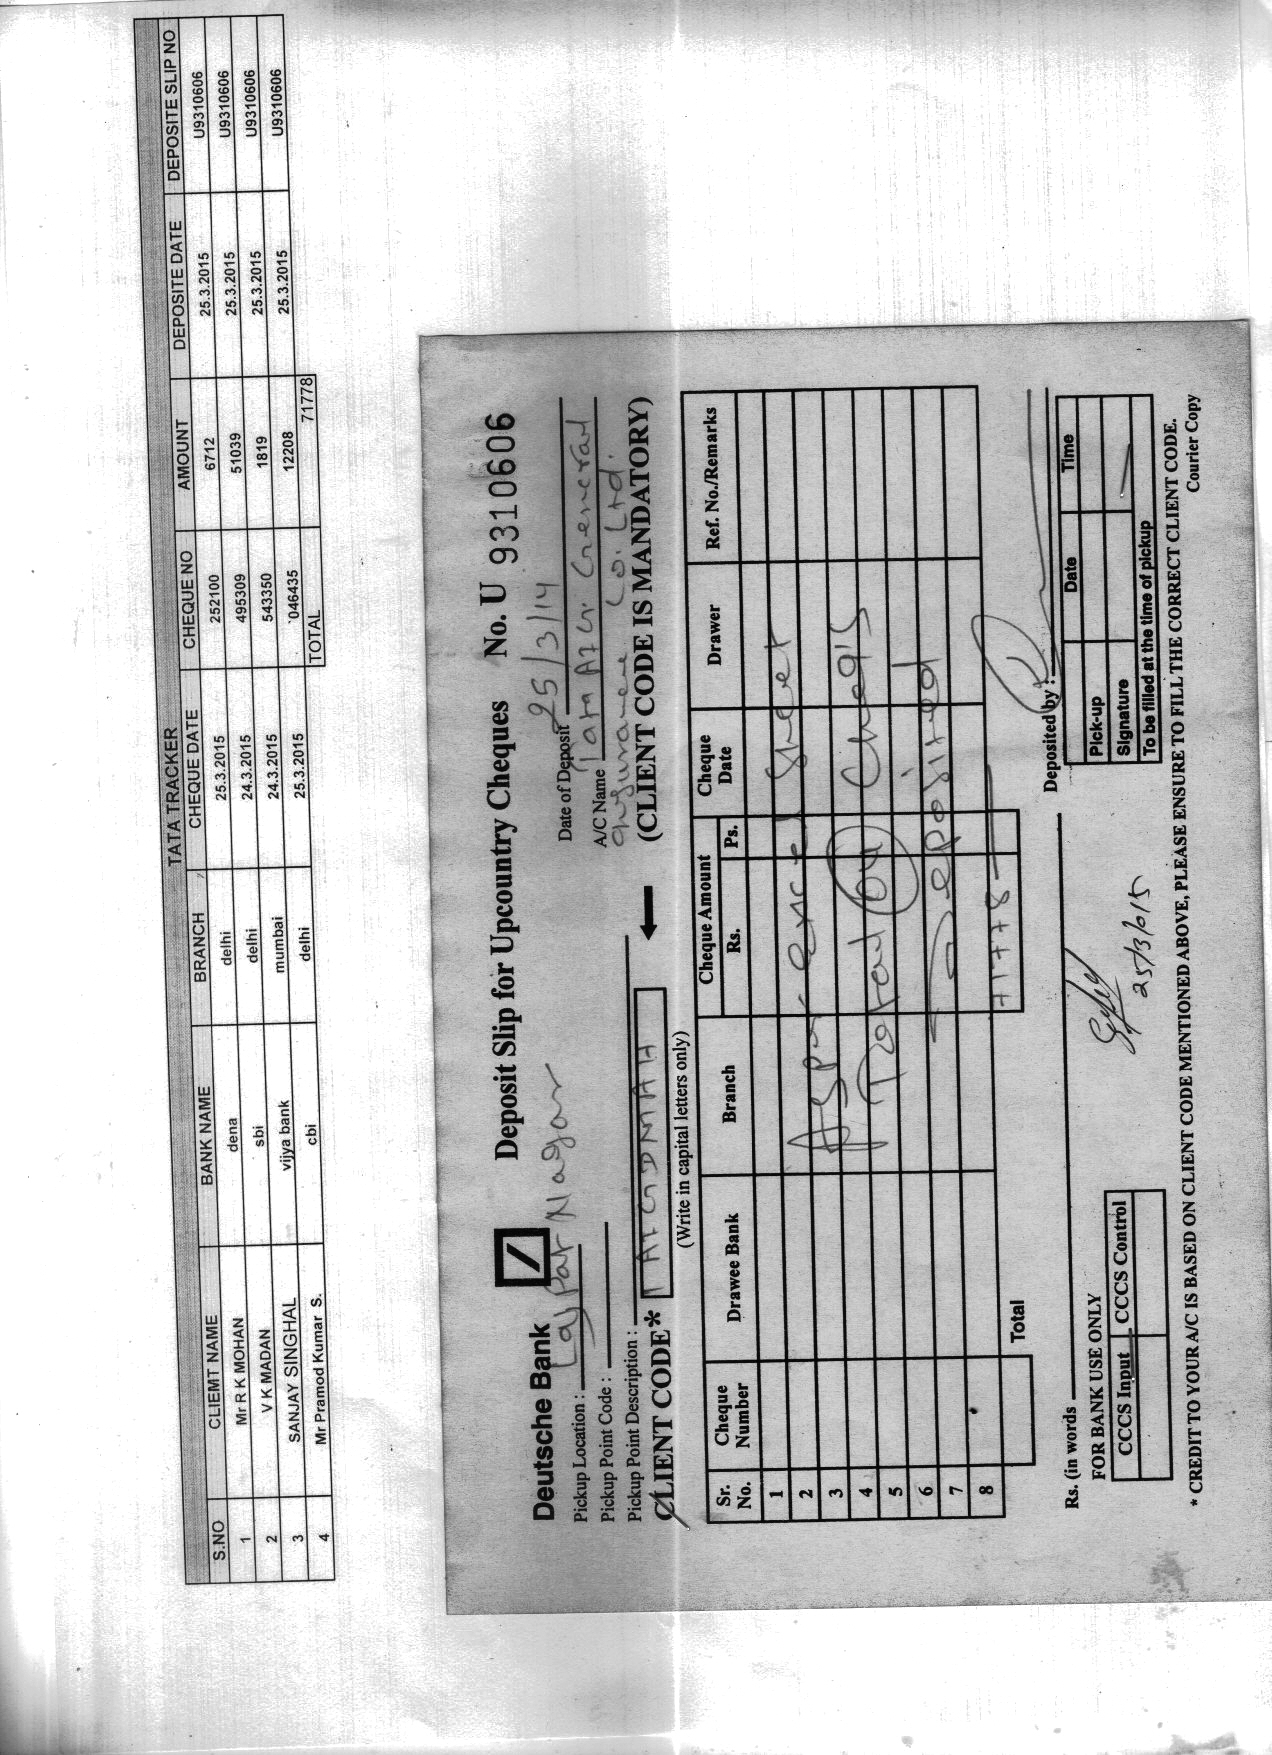 TATA TRACKER
S.NO CLIEMT NAME BANK NAME BRANCH CHEQUE DATE CHEQUE NO AMOUNT DEPOSITE DATE DEPOSITE SLIP NO
1 Mr R K MOHAN dena delhi 25.3.2015 252100 6712 25.3.2015 U9310606
2 V K MADAN sbi delhi 24.3.2015 495309 51039 25.3.2015 U9310606
3 SANJAY SINGHAL vijya bank mumbai 24.3.2015 543350 1819 25.3.2015 U9310606
4 Mr Pramod Kumar S. cbi delhi 25.3.2015 '046435 12208 25.3.2015 U9310606
TOTAL 71778
Deutsche Bank Deposit Slip for Upcountry Cheques No. U 9310606
Pickup Location : Lajpat Nagar Date of Deposit 25/3/14
Pickup Point Code : A/C Name Tata AIG General
Pickup Point Description : Insurance Co. Ltd.
CLIENT CODE* TAIGDMAH (CLIENT CODE IS MANDATORY)
(Write in capital letters only)
Sr. No. Cheque Number Drawee Bank Branch Cheque Amount Rs. Ps. Cheque Date Drawer Ref. No./Remarks
1
2 As per encl sheet
3
4 Total 04 Cheq's
5
6 Deposited
7
8
Total 71778
Rs. (in words Deposited by :
25/3/015
FOR BANK USE ONLY
CCCS Input CCCS Control
Pick-up Date Time
Signature
To be filled at the time of pickup
* CREDIT TO YOUR A/C IS BASED ON CLIENT CODE MENTIONED ABOVE, PLEASE ENSURE TO FILL THE CORRECT CLIENT CODE.
Courier Copy